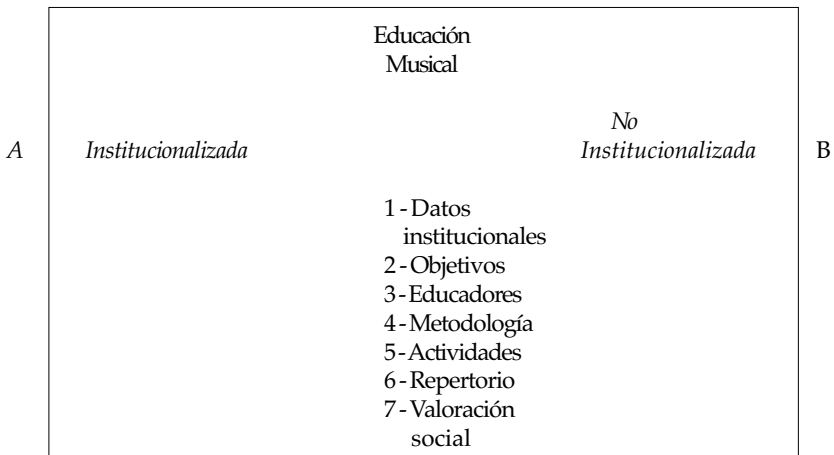 Educación
Musical
No
A Institucionalizada Institucionalizada B
1 - Datos
institucionales
2 - Objetivos
3 - Educadores
4 - Metodología
5 - Actividades
6 - Repertorio
7 - Valoración
social